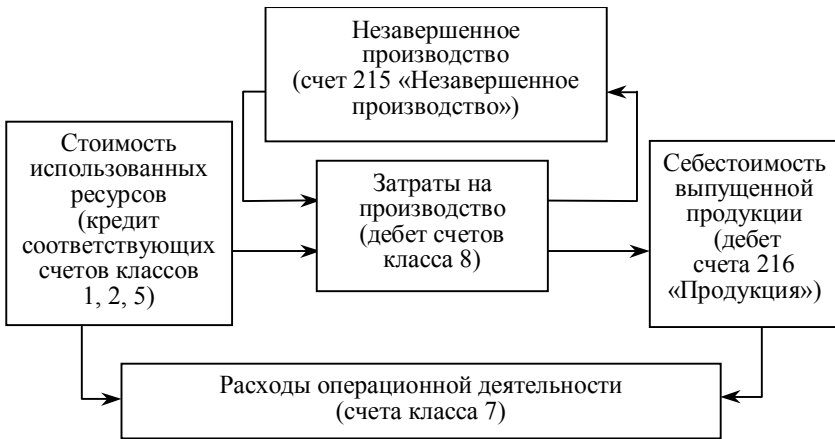 Незавершенное
производство
(счет 215 «Незавершенное
производство»)
Стоимость
использованных
ресурсов
(кредит
соответствующих
счетов классов
1, 2, 5)
Затраты на
производство
(дебет счетов
класса 8)
Себестоимость
выпущенной
продукции
(дебет
счета 216
«Продукция»)
Расходы операционной деятельности
(счета класса 7)